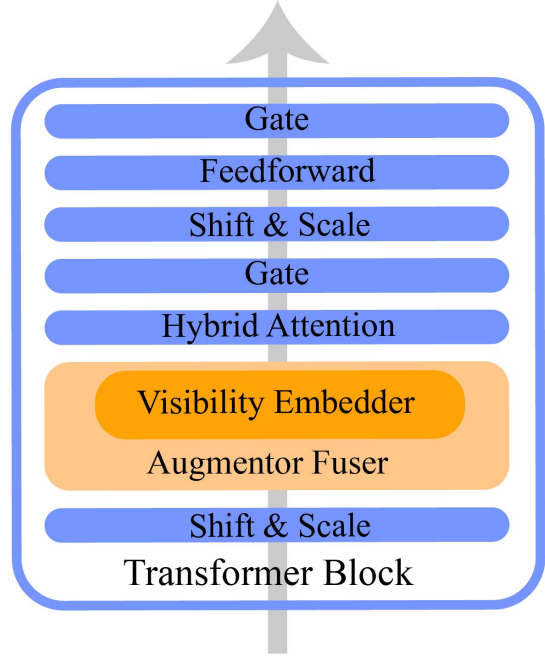 Gate
Feedforward
Shift & Scale
Gate
Hybrid Attention
Visibility Embedder
Augmentor Fuser
Shift & Scale
Transformer Block